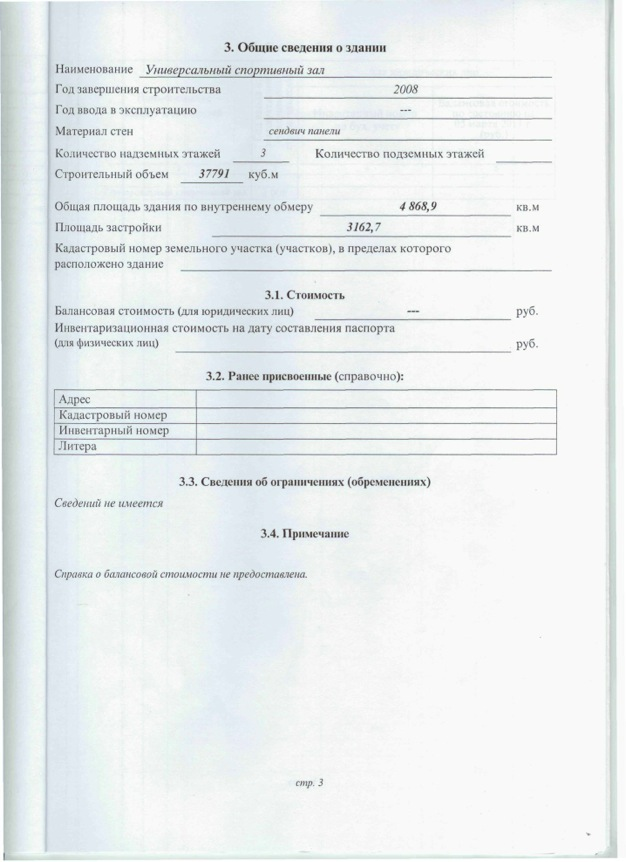 3. Общие сведения о здании
Наименование Универсальный спортивный зал
Год завершения строительства 2008
Год ввода в эксплуатацию ---
Материал стен сендвич панели
Количество надземных этажей 3 Количество подземных этажей
Строительный объем 37791 куб.м
Общая площадь здания по внутреннему обмеру 4 868,9 кв.м
Площадь застройки 3162,7 кв.м
Кадастровый номер земельного участка (участков), в пределах которого
расположено здание
3.1. Стоимость
Балансовая стоимость (для юридических лиц) --- руб.
Инвентаризационная стоимость на дату составления паспорта
(для физических лиц) руб.
3.2. Ранее присвоенные (справочно):
Адрес
Кадастровый номер
Инвентарный номер
Литера
3.3. Сведения об ограничениях (обременениях)
Сведений не имеется
3.4. Примечание
Справка о балансовой стоимости не предоставлена.
стр. 3